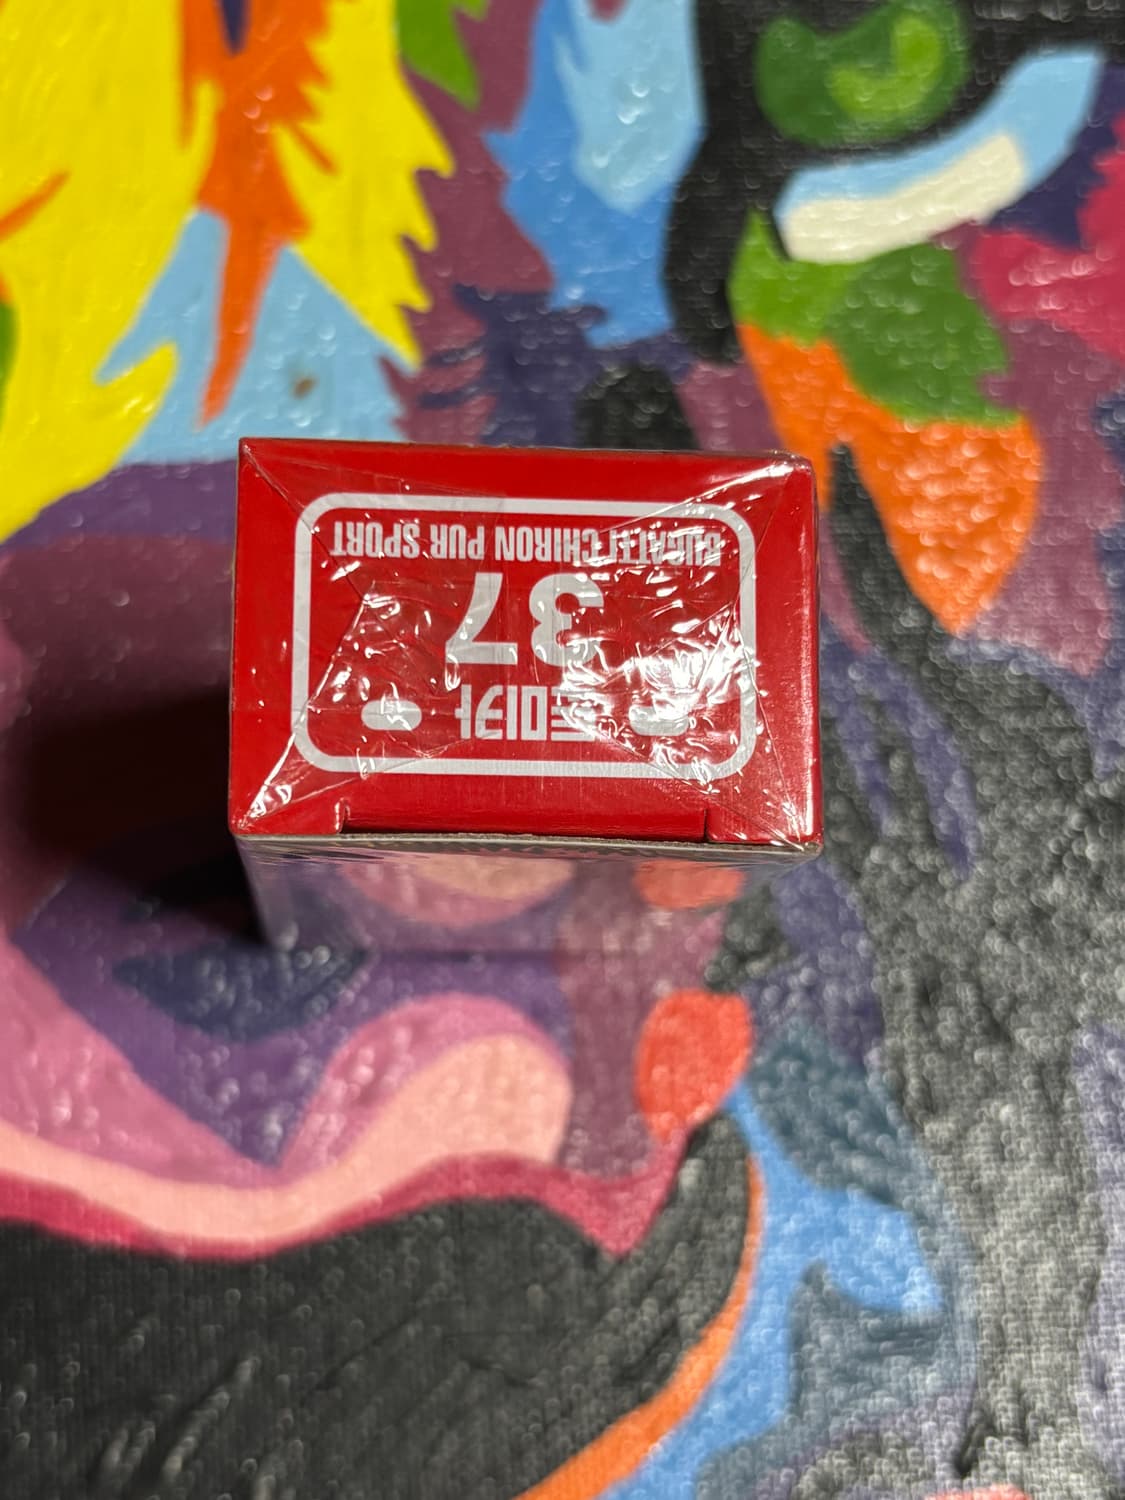 토미카
37
BUGATTI CHIRON PUR SPORT